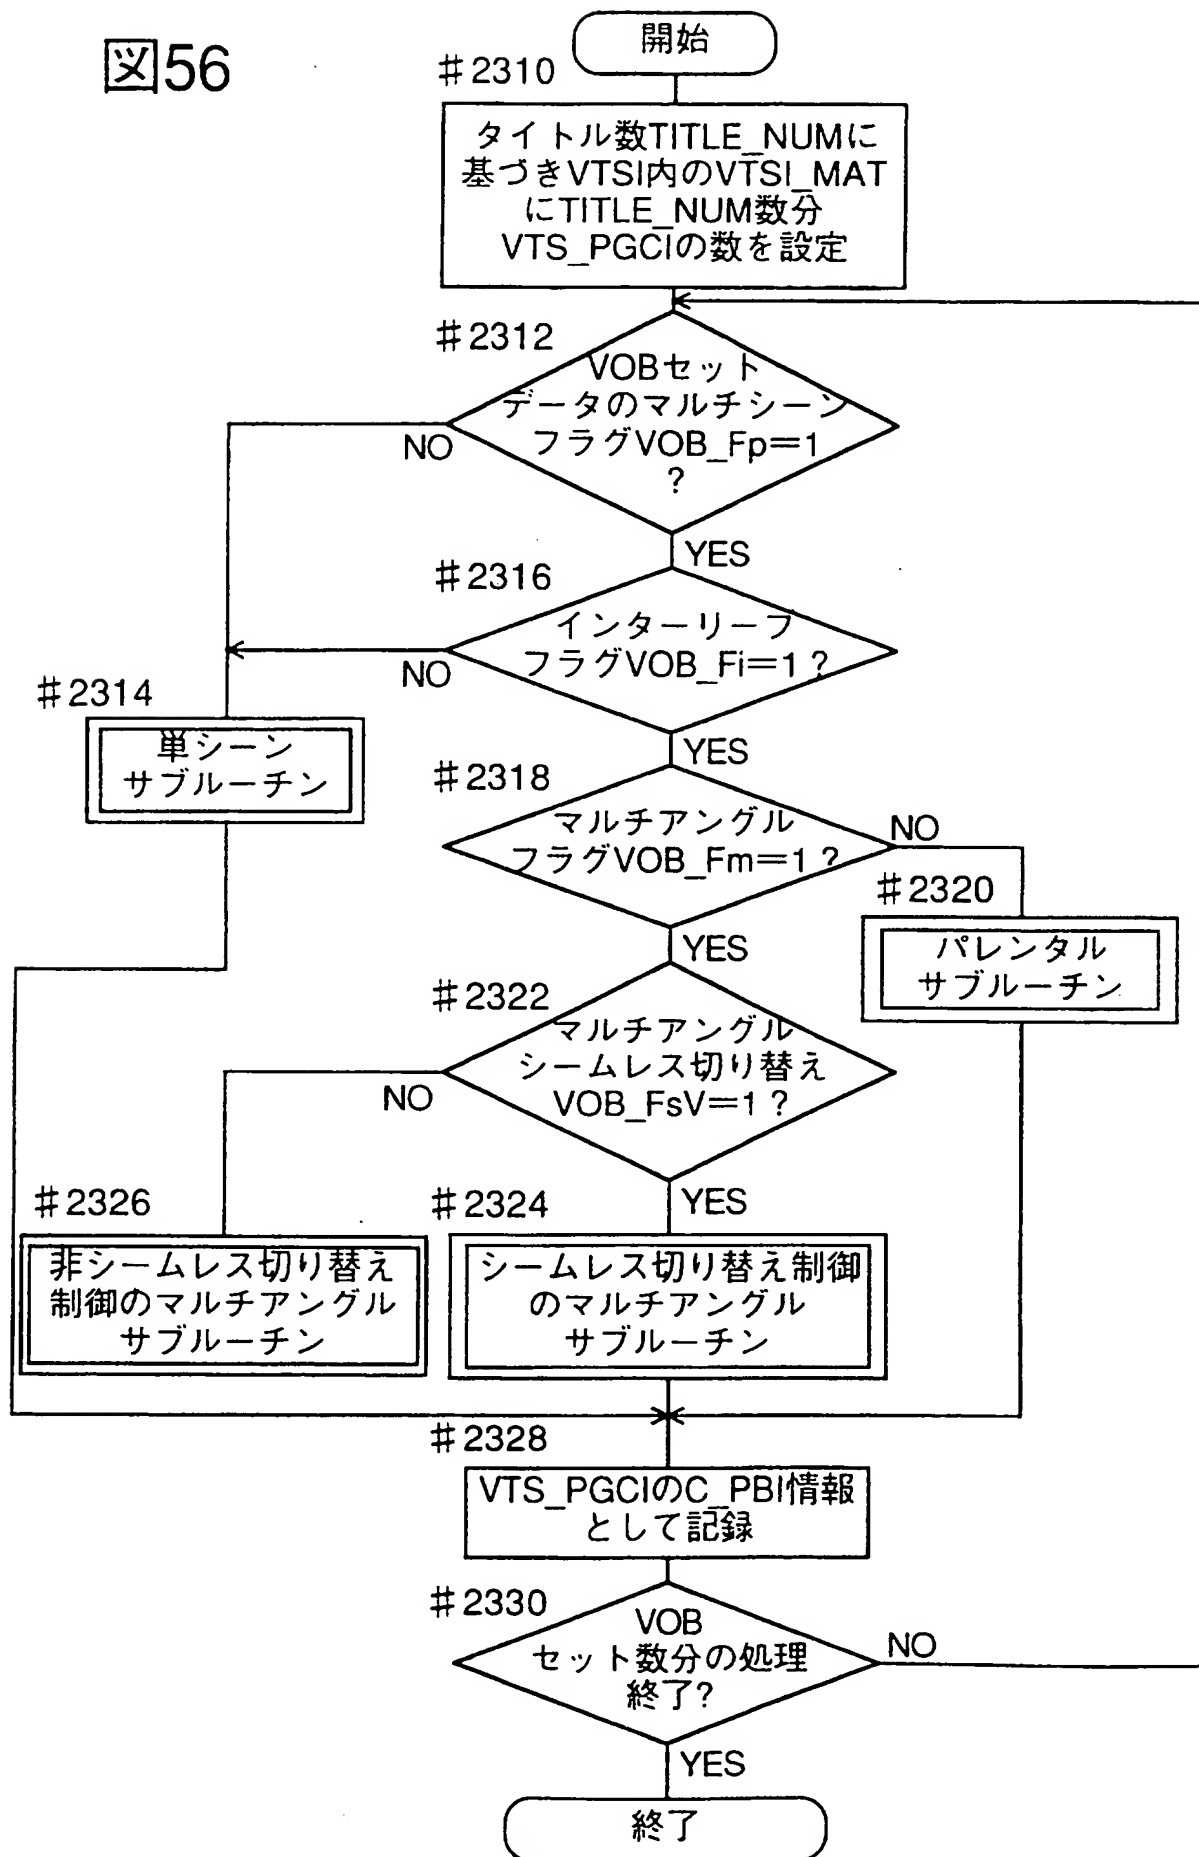 図56
開始
#2310
タイトル数TITLE_NUMに
基づきVTSI内のVTSI_MAT
にTITLE_NUM数分
VTS_PGCIの数を設定
#2312
VOBセット
データのマルチシーン
フラグVOB_Fp=1
?
NO
YES
#2316
インターリーブ
フラグVOB_Fi=1?
NO
YES
#2314
単シーン
サブルーチン
#2318
マルチアングル
フラグVOB_Fm=1?
NO
YES
#2320
パレンタル
サブルーチン
#2322
マルチアングル
シームレス切り替え
VOB_FsV=1?
NO
YES
#2326
非シームレス切り替え
制御のマルチアングル
サブルーチン
#2324
シームレス切り替え制御
のマルチアングル
サブルーチン
#2328
VTS_PGCIのC_PBI情報
として記録
#2330
VOB
セット数分の処理
終了?
NO
YES
終了